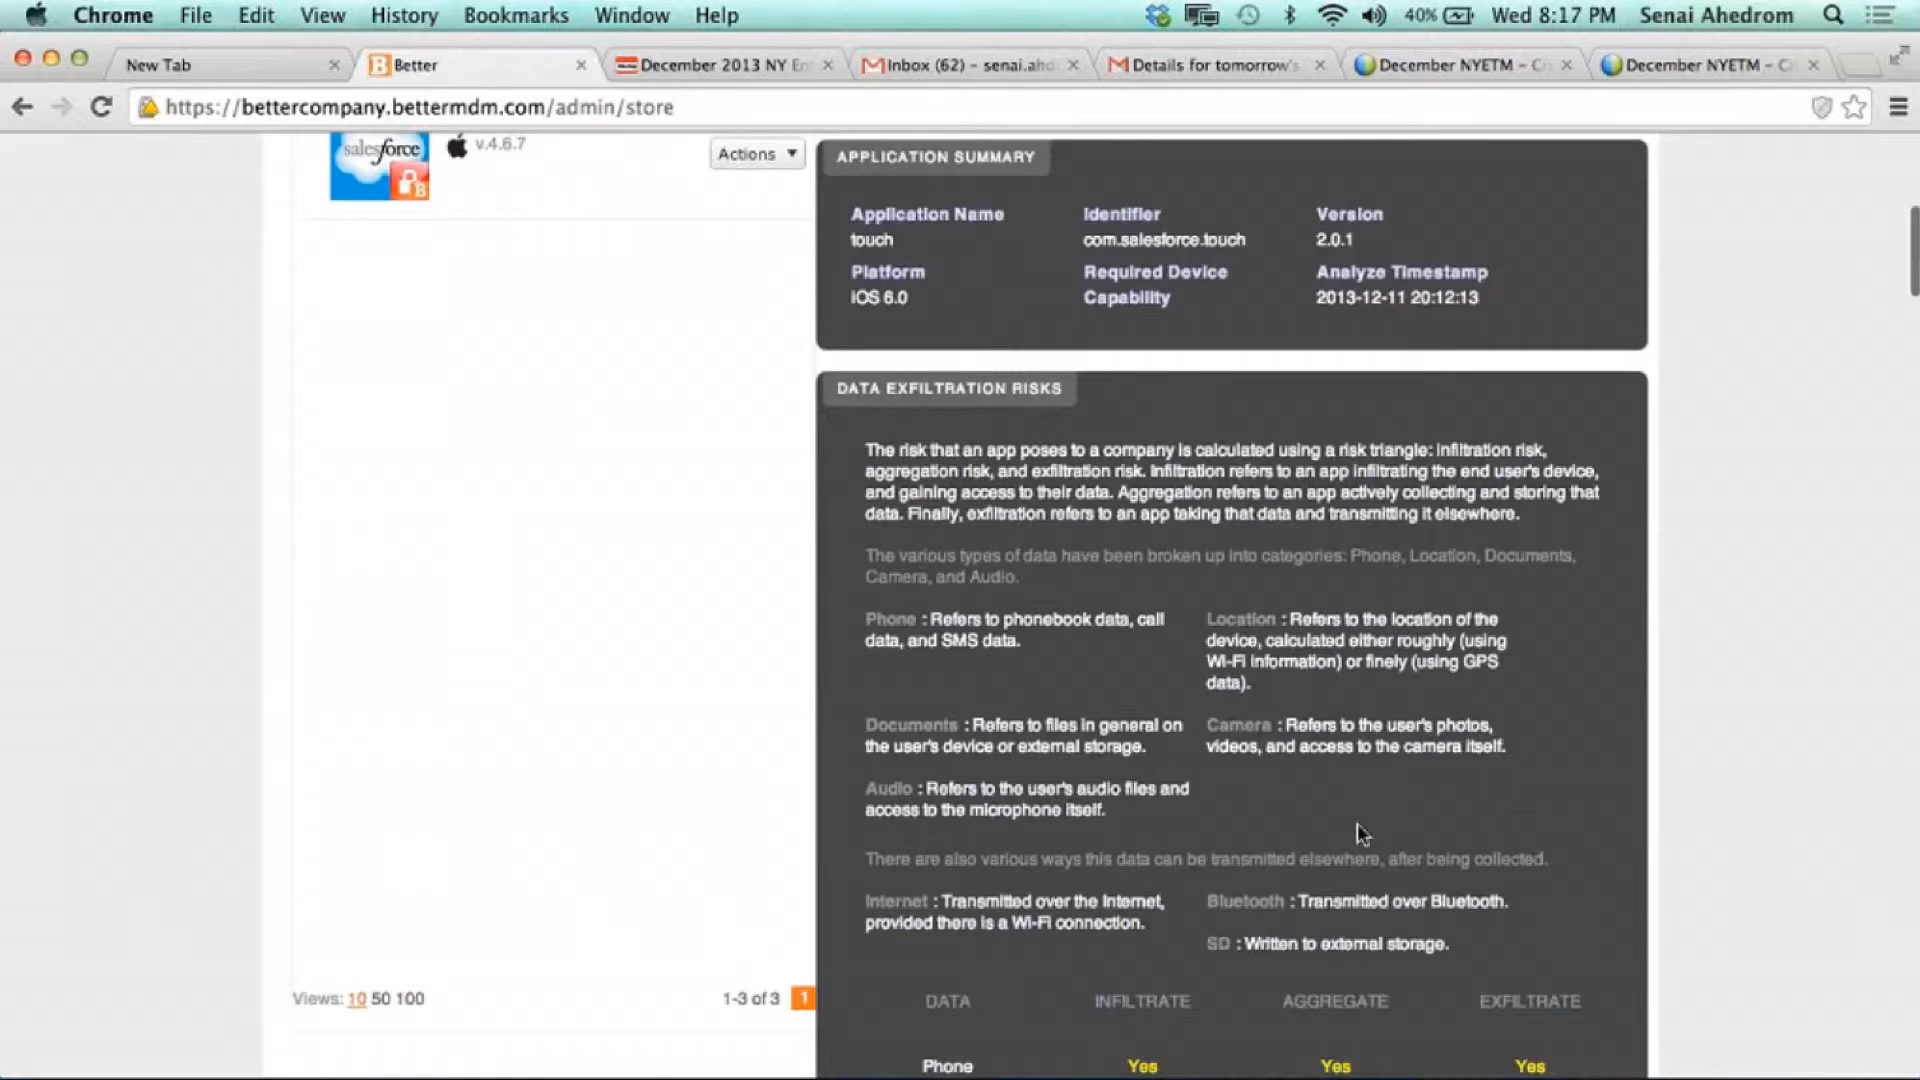 Chrome File Edit View History Bookmarks Window Help 40% Wed 8:17 PM Senai Ahedrom
New Tab Better December 2013 NY En Inbox (62) - senai.ahd Details for tomorrow's December NYETM - C December NYETM - C
https://bettercompany.bettermdm.com/admin/store
salesforce
B
v.4.6.7
Actions
APPLICATION SUMMARY
Application Name Identifier Version
touch com.salesforce.touch 2.0.1
Platform Required Device Analyze Timestamp
iOS 6.0 Capability 2013-12-11 20:12:13
DATA EXFILTRATION RISKS
The risk that an app poses to a company is calculated using a risk triangle: infiltration risk,
aggregation risk, and exfiltration risk. Infiltration refers to an app infiltrating the end user's device,
and gaining access to their data. Aggregation refers to an app actively collecting and storing that
data. Finally, exfiltration refers to an app taking that data and transmitting it elsewhere.
The various types of data have been broken up into categories: Phone, Location, Documents,
Camera, and Audio.
Phone : Refers to phonebook data, call
data, and SMS data.
Location : Refers to the location of the
device, calculated either roughly (using
Wi-Fi information) or finely (using GPS
data).
Documents : Refers to files in general on
the user's device or external storage.
Camera : Refers to the user's photos,
videos, and access to the camera itself.
Audio : Refers to the user's audio files and
access to the microphone itself.
There are also various ways this data can be transmitted elsewhere, after being collected.
Internet : Transmitted over the Internet,
provided there is a Wi-Fi connection.
Bluetooth : Transmitted over Bluetooth.
SD : Written to external storage.
Views: 10 50 100 1-3 of 3 1
DATA INFILTRATE AGGREGATE EXFILTRATE
Phone Yes Yes Yes